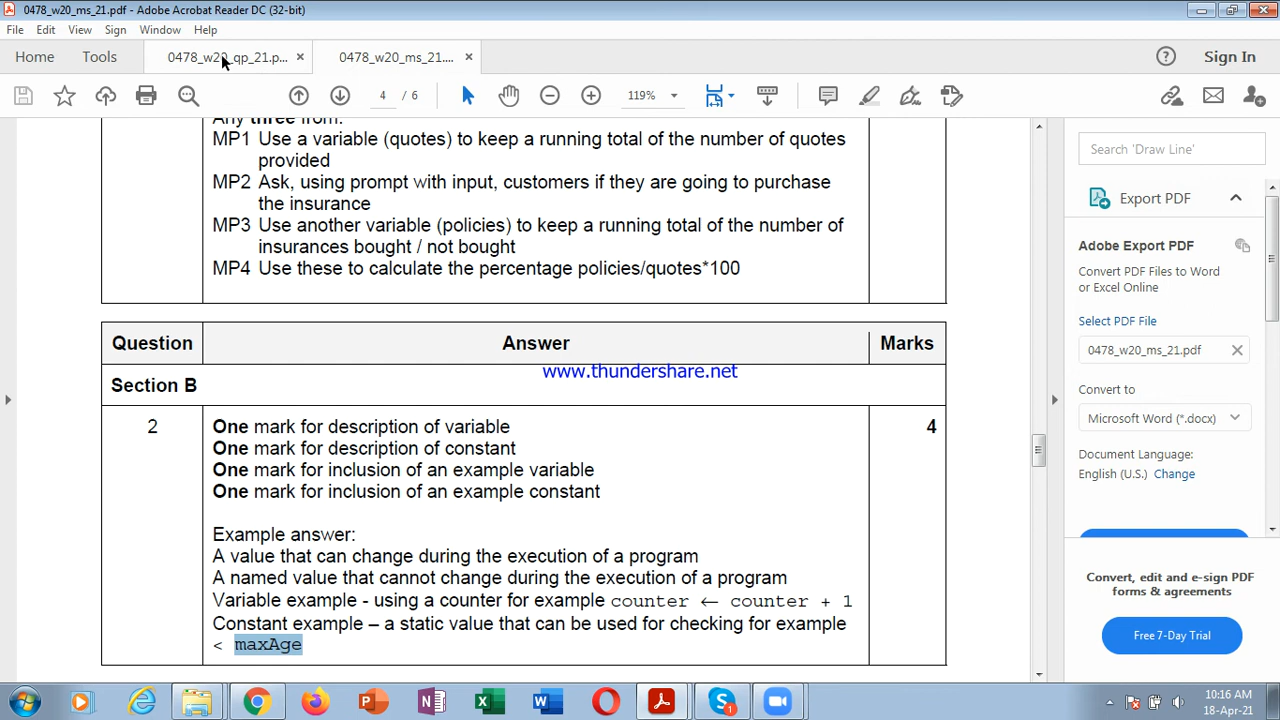 0478_w20_ms_21.pdf - Adobe Acrobat Reader DC (32-bit)
File Edit View Sign Window Help
Home Tools 0478_w20_qp_21.p... × 0478_w20_ms_21.... × Sign In
4 / 6 119%
Any three from:
MP1 Use a variable (quotes) to keep a running total of the number of quotes
provided
MP2 Ask, using prompt with input, customers if they are going to purchase
the insurance
MP3 Use another variable (policies) to keep a running total of the number of
insurances bought / not bought
MP4 Use these to calculate the percentage policies/quotes*100
Question Answer Marks
www.thundershare.net
Section B
2 One mark for description of variable 4
One mark for description of constant
One mark for inclusion of an example variable
One mark for inclusion of an example constant
Example answer:
A value that can change during the execution of a program
A named value that cannot change during the execution of a program
Variable example - using a counter for example counter ← counter + 1
Constant example – a static value that can be used for checking for example
< maxAge
Search 'Draw Line'
Export PDF
Adobe Export PDF
Convert PDF Files to Word
or Excel Online
Select PDF File
0478_w20_ms_21.pdf ×
Convert to
Microsoft Word (*.docx)
Document Language:
English (U.S.) Change
Convert, edit and e-sign PDF
forms & agreements
Free 7-Day Trial
10:16 AM
18-Apr-21